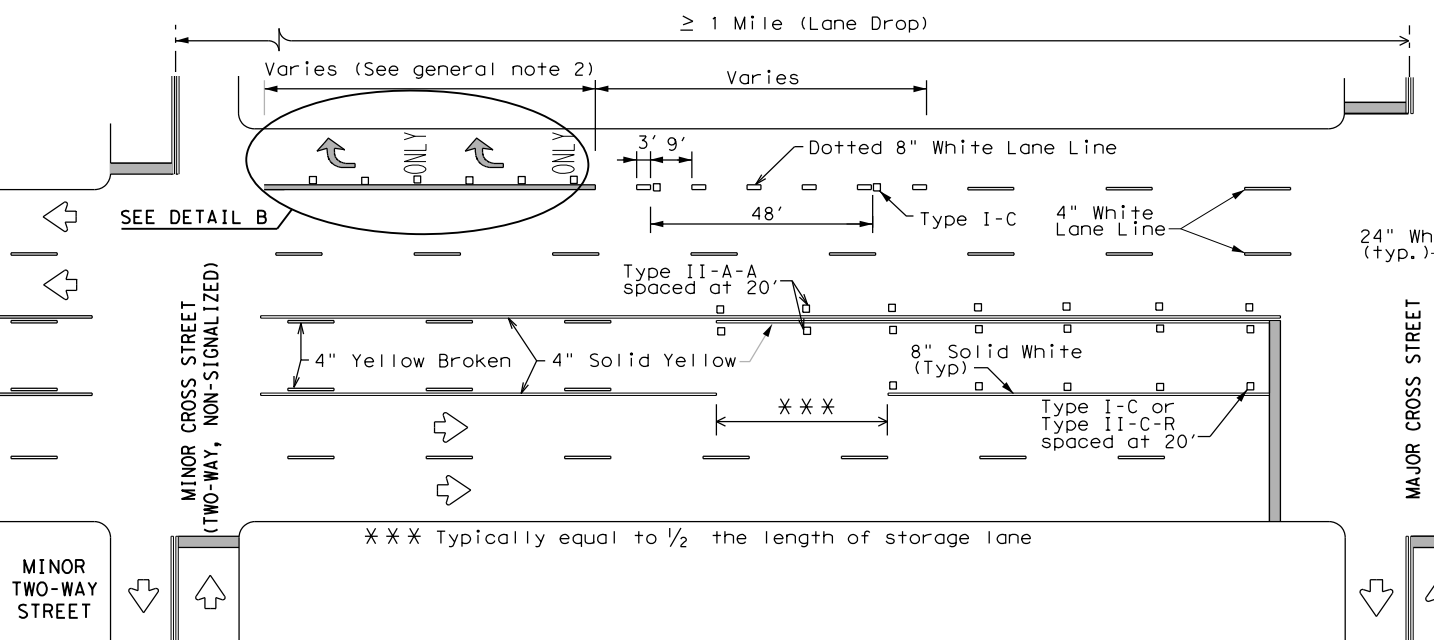 ≥ 1 Mile (Lane Drop)
Varies (See general note 2)
Varies
ONLY
ONLY
3' 9'
Dotted 8" White Lane Line
SEE DETAIL B
48'
Type I-C
4" White
Lane Line
24" Wh
(typ.)
Type II-A-A
spaced at 20'
MINOR CROSS STREET
(TWO-WAY, NON-SIGNALIZED)
4" Yellow Broken
4" Solid Yellow
8" Solid White
(Typ)
MAJOR CROSS STREET
***
Type I-C or
Type II-C-R
spaced at 20'
*** Typically equal to ½ the length of storage lane
MINOR
TWO-WAY
STREET